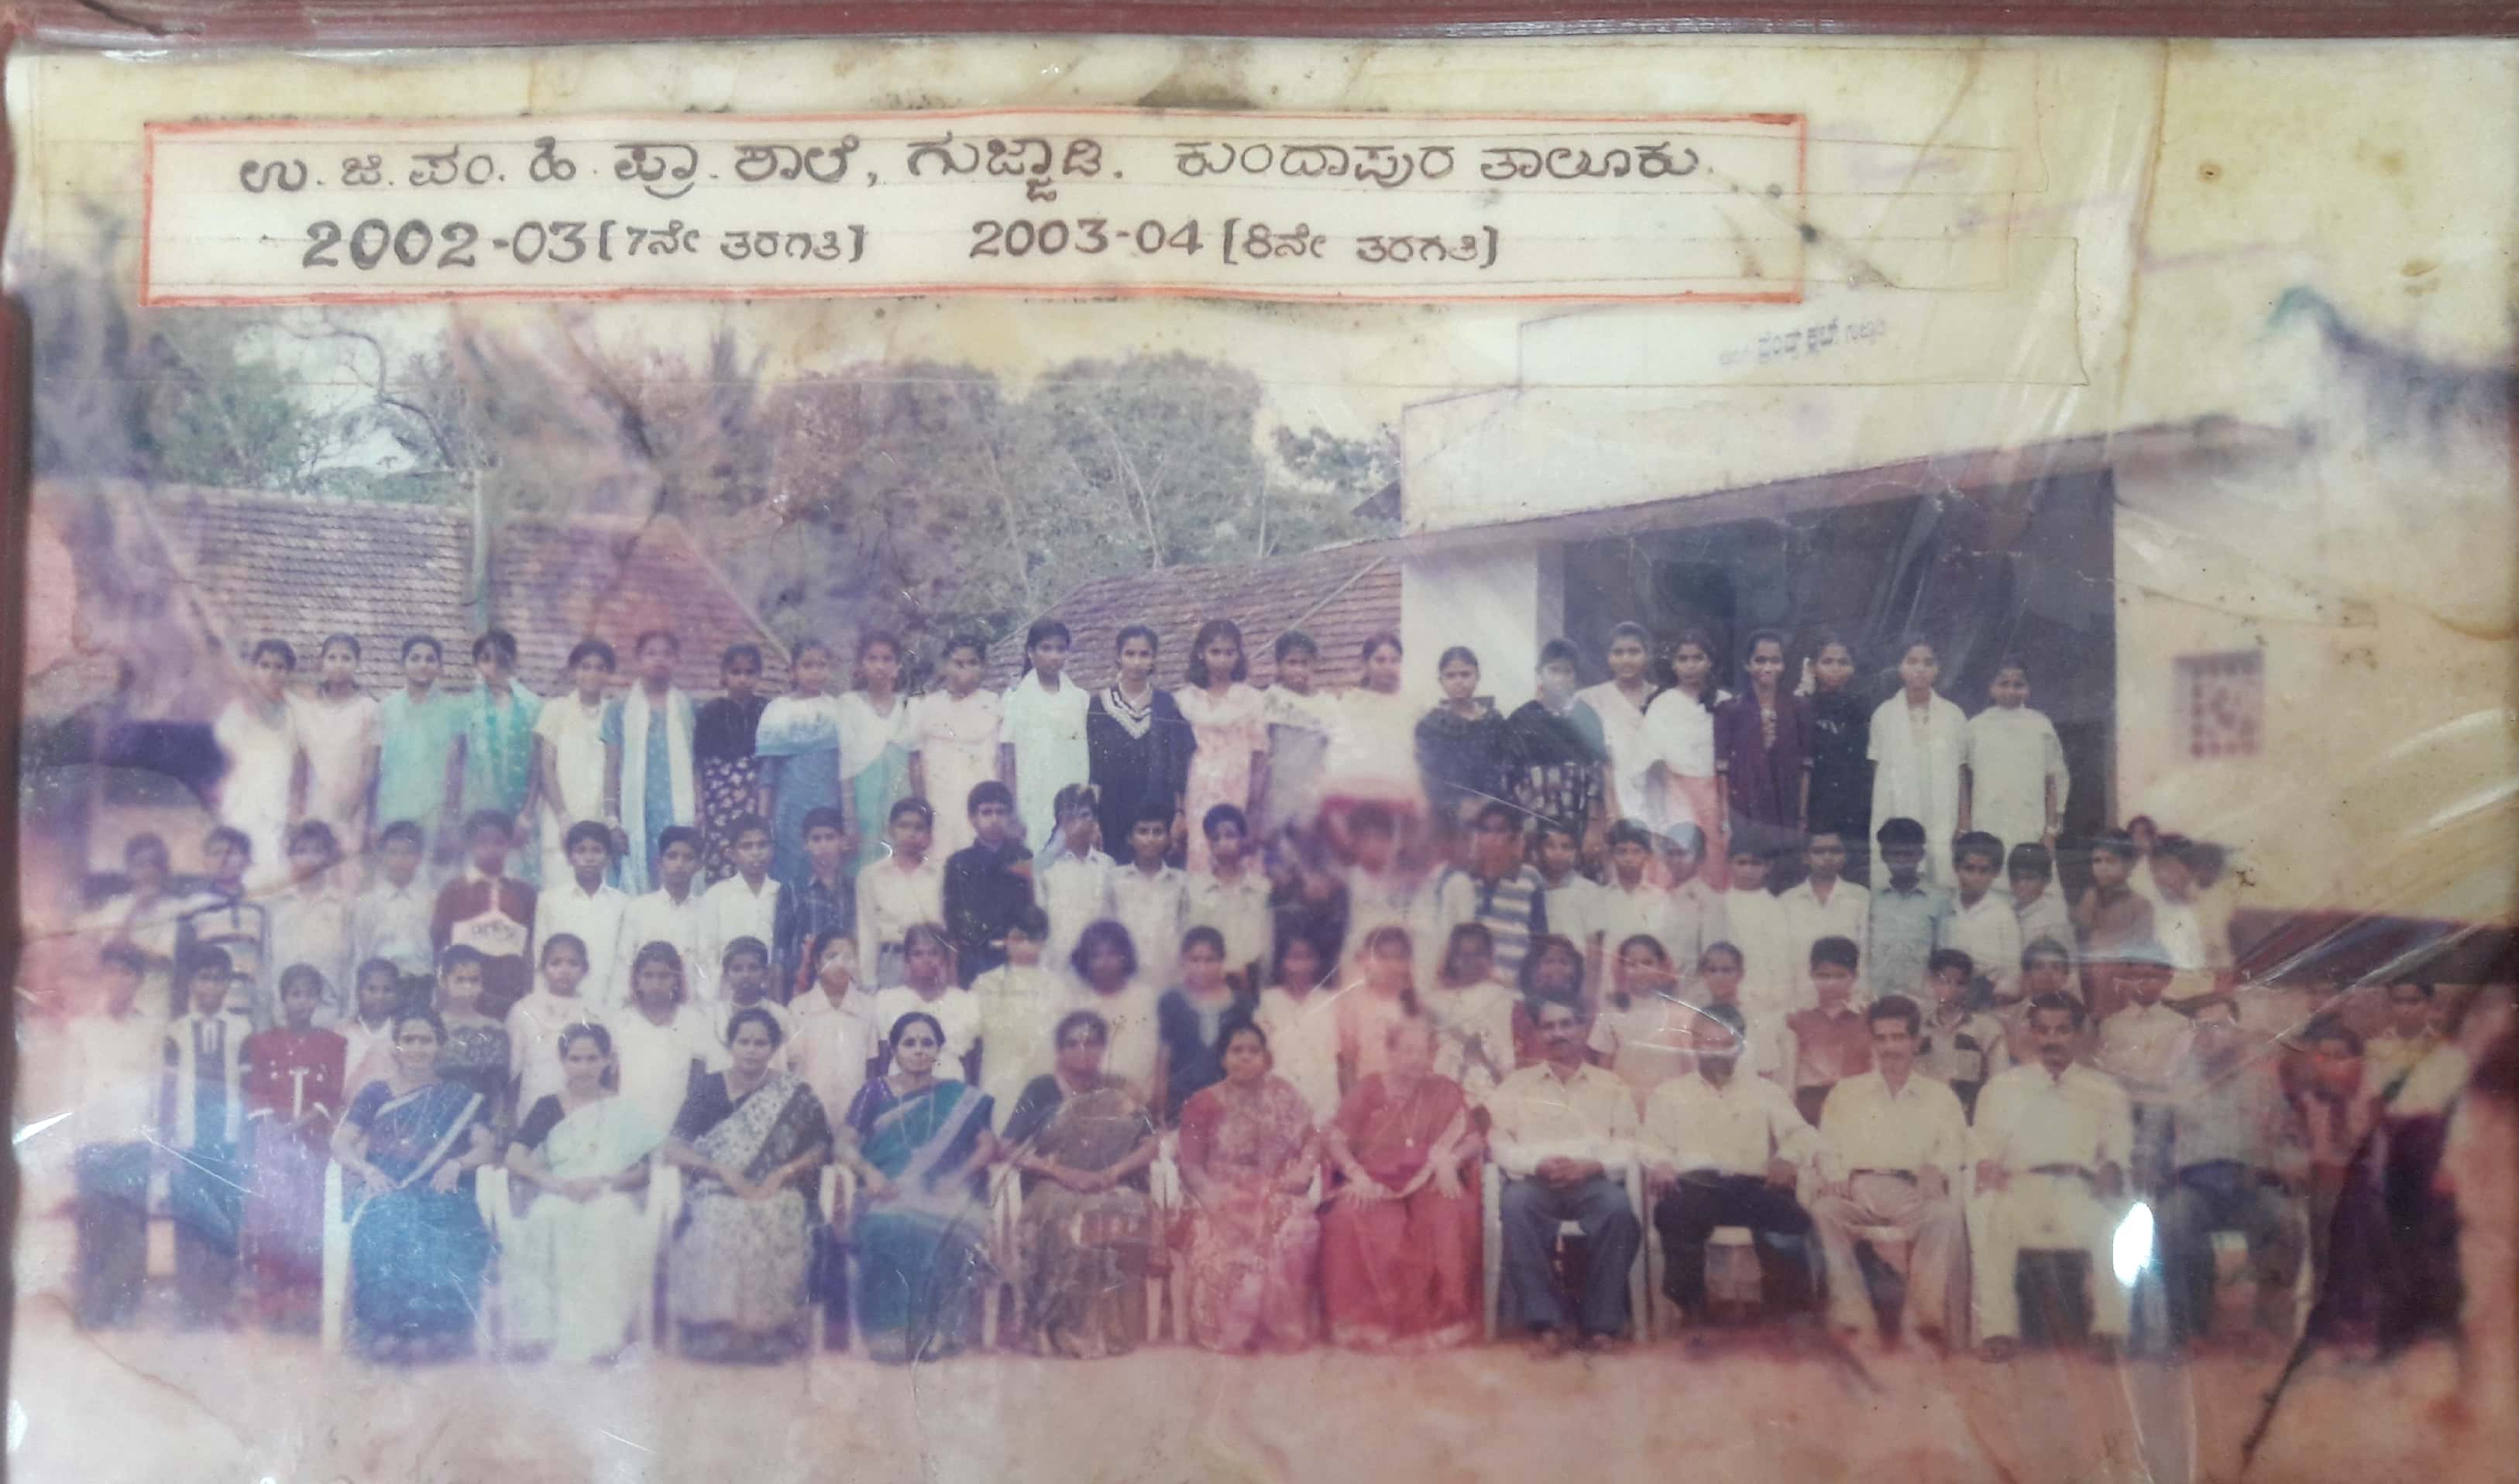 ಉ. ಜಿ. ಪಂ. ಹಿ. ಪ್ರಾ. ಶಾಲೆ, ಗುಜ್ಜಾಡಿ. ಕುಂದಾಪುರ ತಾಲೂಕು.
2002-03 [7ನೇ ತರಗತಿ] 2003-04 [8ನೇ ತರಗತಿ]